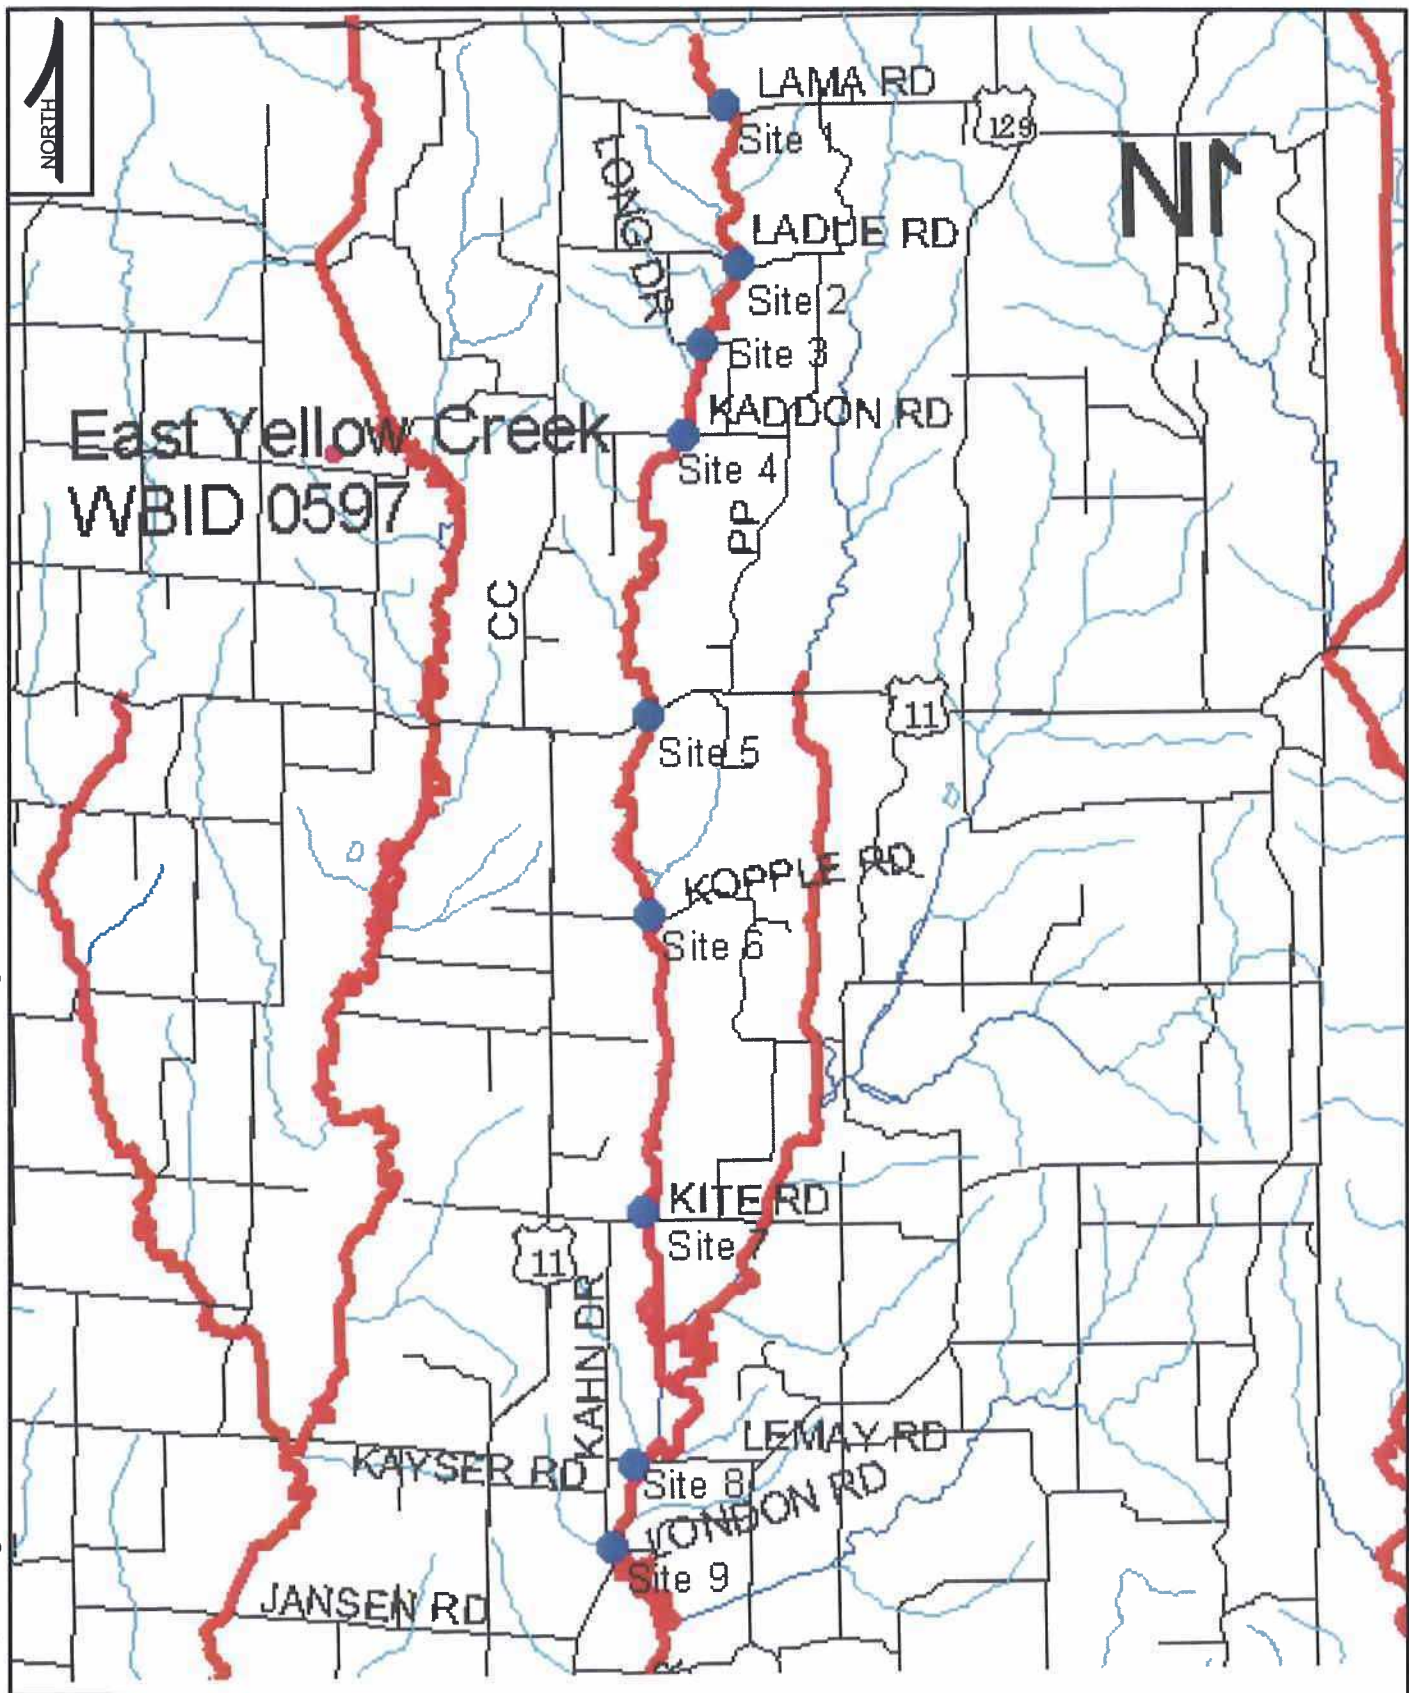 NORTH
LAMA RD
129
Site 1
LONG DR
LADUE RD
Site 2
Site 3
KADDON RD
East Yellow Creek
WBID 0597
Site 4
PP
CC
11
Site 5
KOPPLE RD
Site 6
KITE RD
Site 7
11
KAHN DR
LEMAY RD
KAYSER RD
Site 8
LONDON RD
Site 9
JANSEN RD